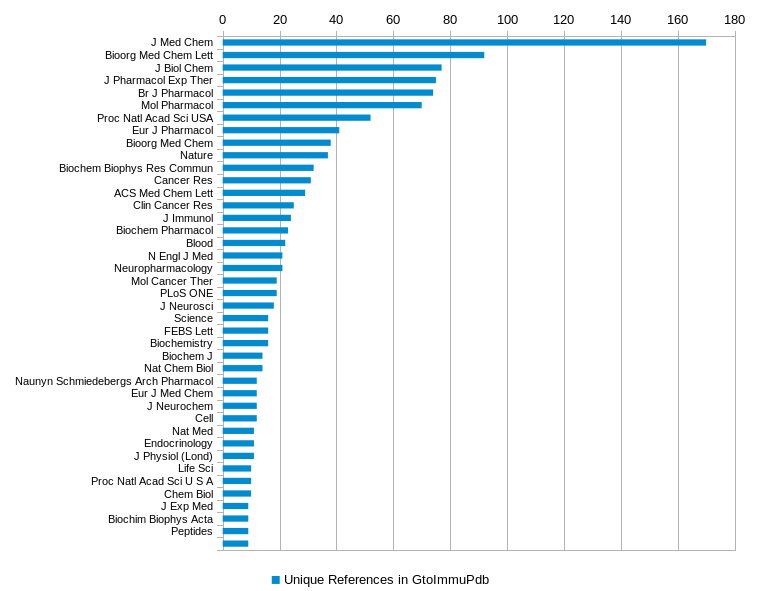 0 20 40 60 80 100 120 140 160 180
J Med Chem
Bioorg Med Chem Lett
J Biol Chem
J Pharmacol Exp Ther
Br J Pharmacol
Mol Pharmacol
Proc Natl Acad Sci USA
Eur J Pharmacol
Bioorg Med Chem
Nature
Biochem Biophys Res Commun
Cancer Res
ACS Med Chem Lett
Clin Cancer Res
J Immunol
Biochem Pharmacol
Blood
N Engl J Med
Neuropharmacology
Mol Cancer Ther
PLoS ONE
J Neurosci
Science
FEBS Lett
Biochemistry
Biochem J
Nat Chem Biol
Naunyn Schmiedebergs Arch Pharmacol
Eur J Med Chem
J Neurochem
Cell
Nat Med
Endocrinology
J Physiol (Lond)
Life Sci
Proc Natl Acad Sci U S A
Chem Biol
J Exp Med
Biochim Biophys Acta
Peptides
Unique References in GtoImmuPdb